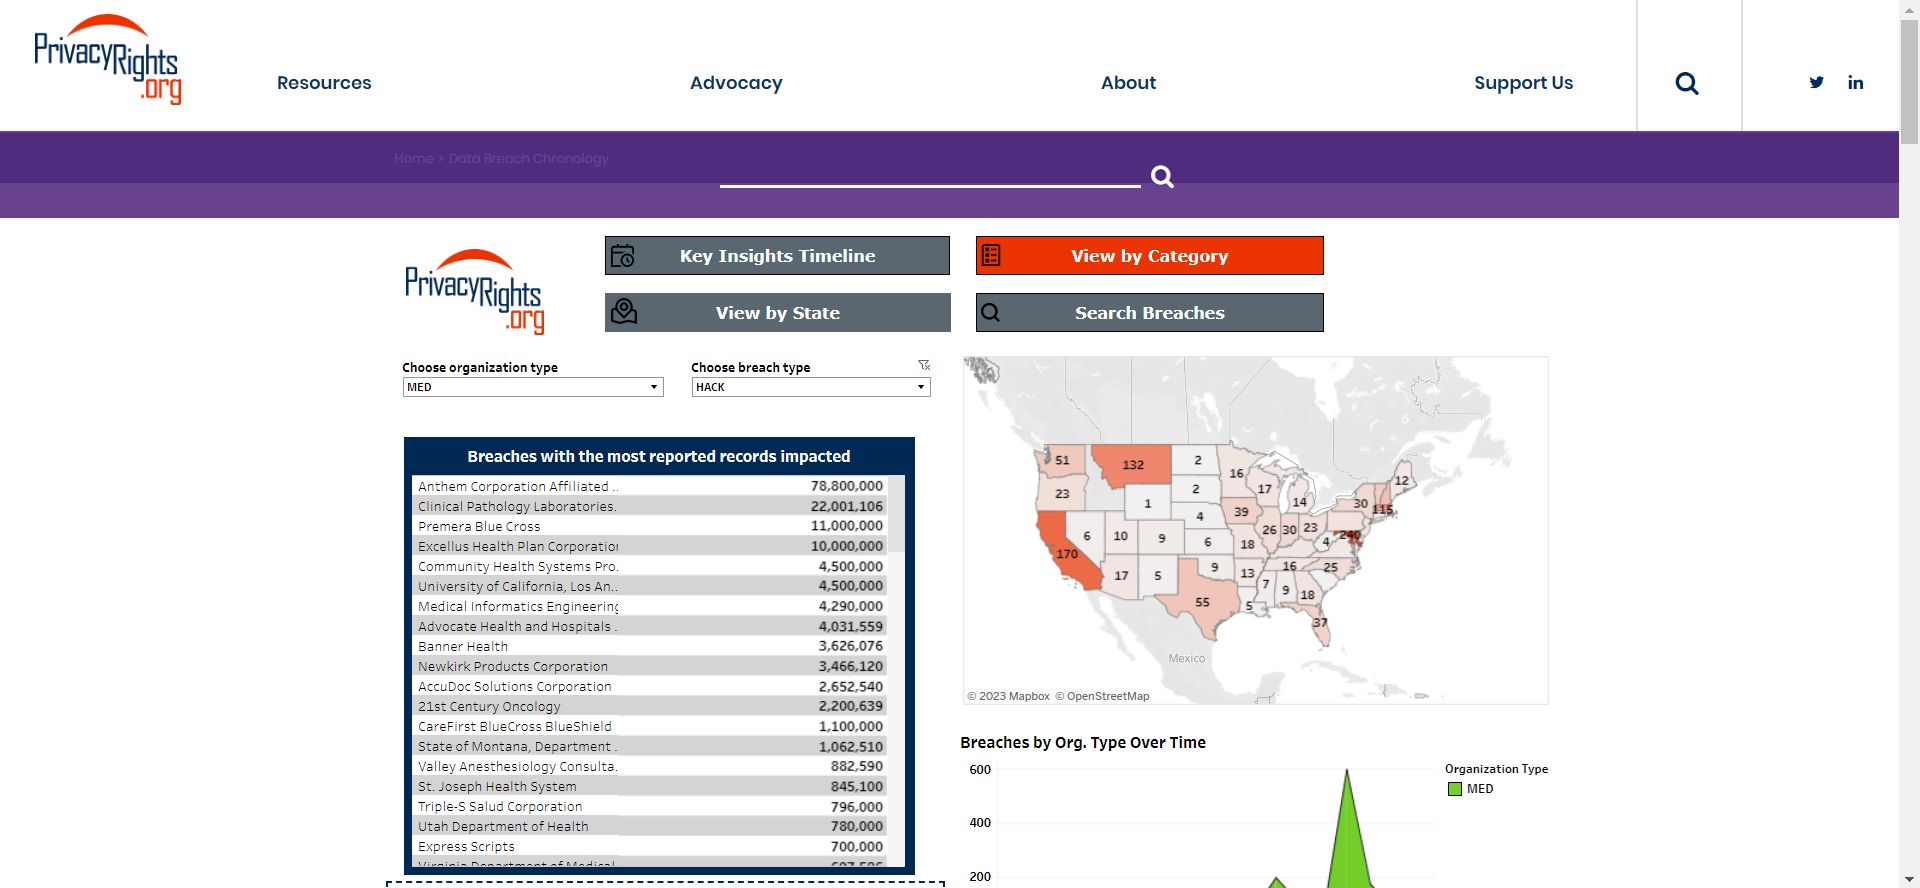 PrivacyRights
.org
Resources
Advocacy
About
Support Us
Home > Data Breach Chronology
PrivacyRights
.org
Key Insights Timeline
View by Category
View by State
Search Breaches
Choose organization type
MED
Choose breach type
HACK
Breaches with the most reported records impacted
Anthem Corporation Affiliated .. 78,800,000
Clinical Pathology Laboratories. 22,001,106
Premera Blue Cross 11,000,000
Excellus Health Plan Corporation 10,000,000
Community Health Systems Pro. 4,500,000
University of California, Los An.. 4,500,000
Medical Informatics Engineering 4,290,000
Advocate Health and Hospitals . 4,031,559
Banner Health 3,626,076
Newkirk Products Corporation 3,466,120
AccuDoc Solutions Corporation 2,652,540
21st Century Oncology 2,200,639
CareFirst BlueCross BlueShield 1,100,000
State of Montana, Department . 1,062,510
Valley Anesthesiology Consulta. 882,590
St. Joseph Health System 845,100
Triple-S Salud Corporation 796,000
Utah Department of Health 780,000
Express Scripts 700,000
Virginia Department of Medical
51
132
2
16
12
23
1
2
17
14
30
115
39
4
26
30
23
240
170
6
10
9
6
18
4
17
5
9
13
16
25
7
9
18
55
5
37
Mexico
© 2023 Mapbox © OpenStreetMap
Breaches by Org. Type Over Time
600
400
200
Organization Type
MED